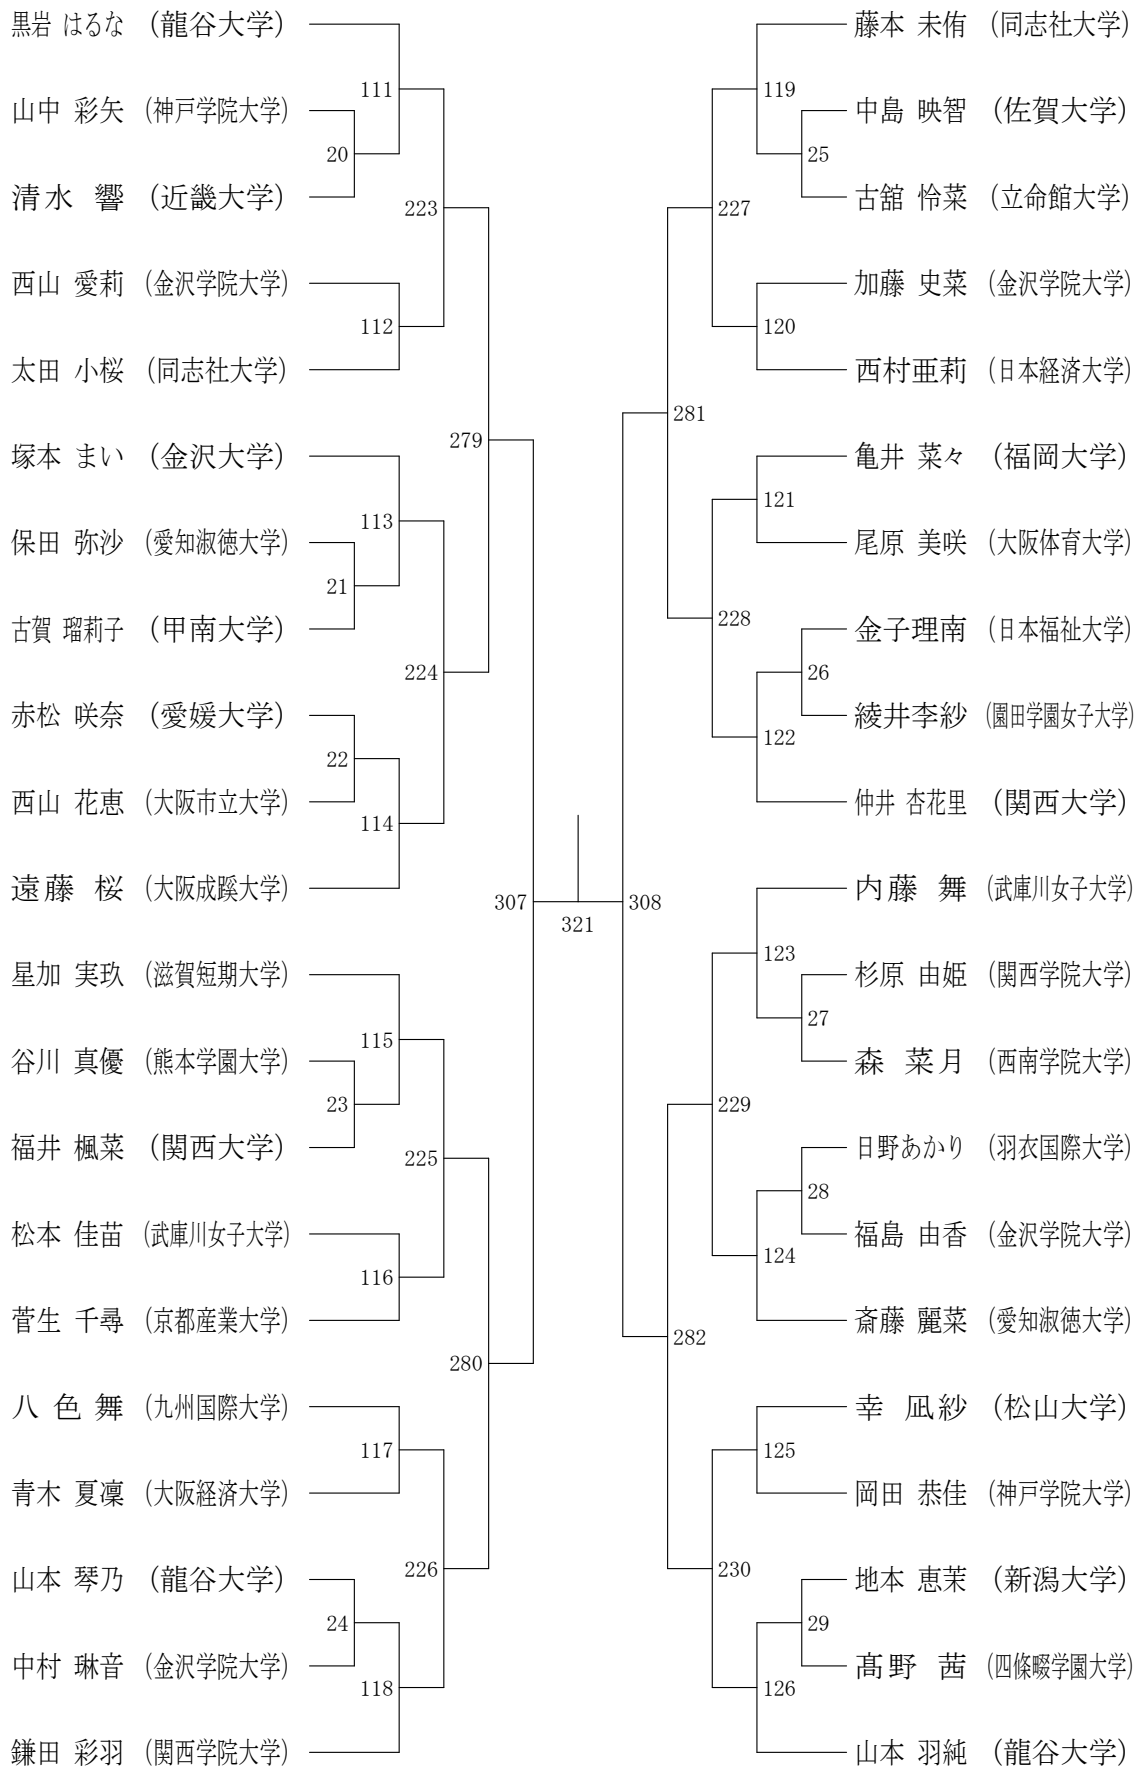 黒岩 はるな (龍谷大学)
111
山中 彩矢 (神戸学院大学)
20
清水 響 (近畿大学)
223
西山 愛莉 (金沢学院大学)
112
太田 小桜 (同志社大学)
279
塚本 まい (金沢大学)
113
保田 弥沙 (愛知淑徳大学)
21
古賀 瑠莉子 (甲南大学)
224
赤松 咲奈 (愛媛大学)
22
西山 花恵 (大阪市立大学)
114
遠藤 桜 (大阪成蹊大学)
307
星加 実玖 (滋賀短期大学)
115
谷川 真優 (熊本学園大学)
23
福井 楓菜 (関西大学)
225
松本 佳苗 (武庫川女子大学)
116
菅生 千尋 (京都産業大学)
280
八色 舞 (九州国際大学)
117
青木 夏凜 (大阪経済大学)
226
山本 琴乃 (龍谷大学)
24
中村 琳音 (金沢学院大学)
118
鎌田 彩羽 (関西学院大学)
321
藤本 未侑 (同志社大学)
119
中島 映智 (佐賀大学)
25
古舘 怜菜 (立命館大学)
227
加藤 史菜 (金沢学院大学)
120
西村亜莉 (日本経済大学)
281
亀井 菜々 (福岡大学)
121
尾原 美咲 (大阪体育大学)
228
金子理南 (日本福祉大学)
26
綾井李紗 (園田学園女子大学)
122
仲井 杏花里 (関西大学)
308
内藤 舞 (武庫川女子大学)
123
杉原 由姫 (関西学院大学)
27
森 菜月 (西南学院大学)
229
日野あかり (羽衣国際大学)
28
福島 由香 (金沢学院大学)
124
斎藤 麗菜 (愛知淑徳大学)
282
幸 凪紗 (松山大学)
125
岡田 恭佳 (神戸学院大学)
230
地本 恵茉 (新潟大学)
29
髙野 茜 (四條畷学園大学)
126
山本 羽純 (龍谷大学)